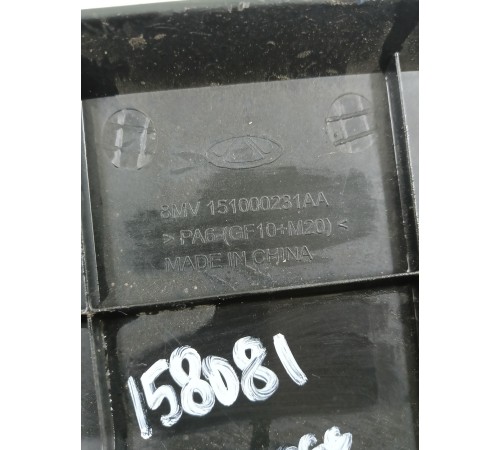 8MV 151000231AA
>PA6-(GF10+M20)<
MADE IN CHINA
158081